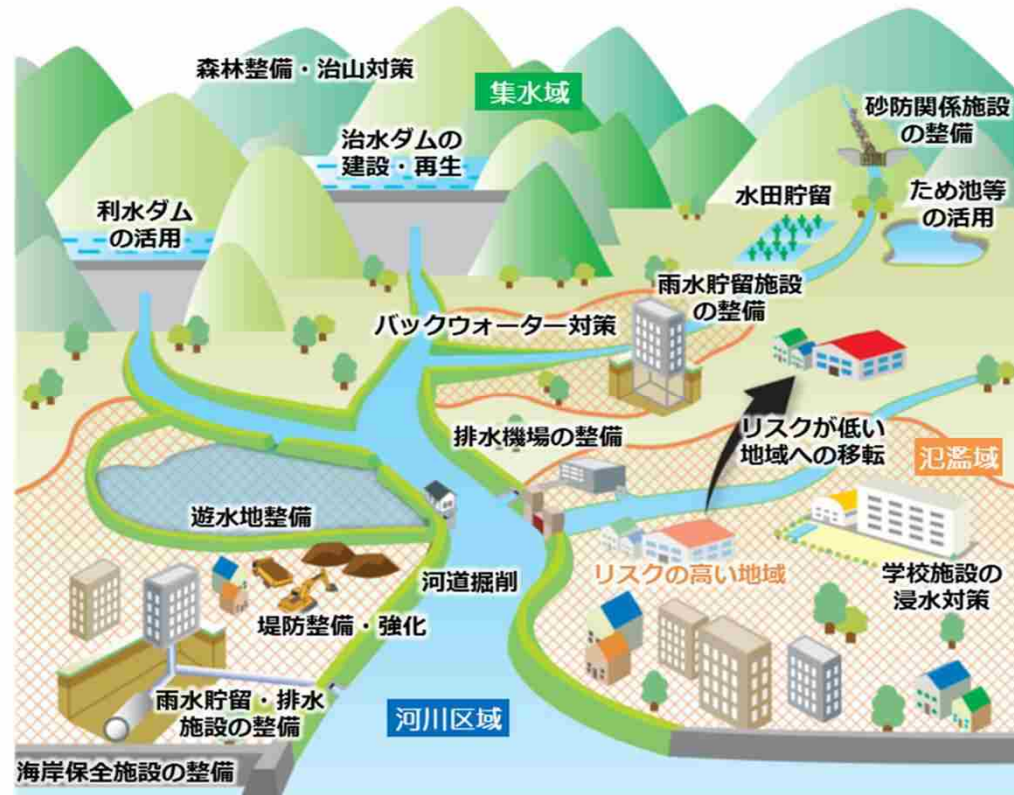 森林整備・治山対策
集水域
砂防関係施設
の整備
治水ダムの
建設・再生
水田貯留
ため池等
の活用
利水ダム
の活用
雨水貯留施設
の整備
バックウォーター対策
排水機場の整備
リスクが低い
地域への移転
氾濫域
遊水地整備
河道掘削
リスクの高い地域
学校施設の
浸水対策
堤防整備・強化
雨水貯留・排水
施設の整備
河川区域
海岸保全施設の整備